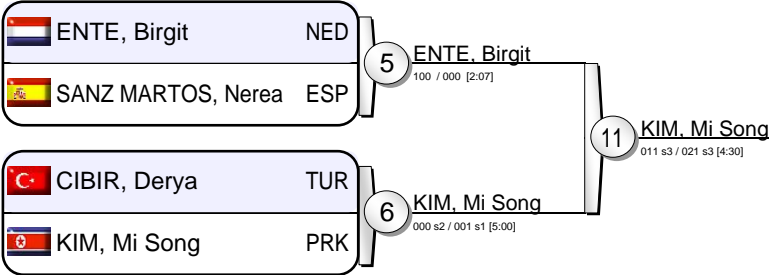 ENTE, Birgit NED
SANZ MARTOS, Nerea ESP
5
ENTE, Birgit
100 / 000 [2:07]
CIBIR, Derya TUR
KIM, Mi Song PRK
6
KIM, Mi Song
000 s2 / 001 s1 [5:00]
11
KIM, Mi Song
011 s3 / 021 s3 [4:30]